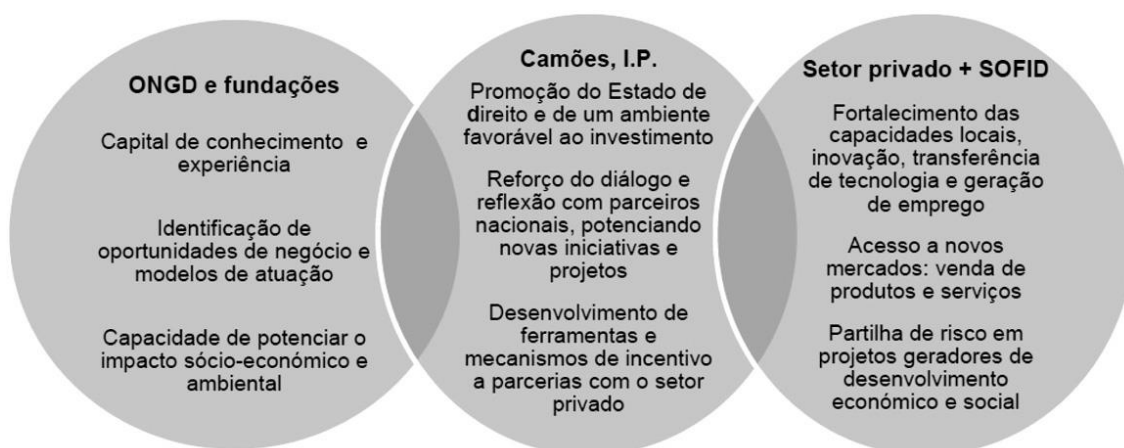 ONGD e fundações
Capital de conhecimento e
experiência
Identificação de
oportunidades de negócio e
modelos de atuação
Capacidade de potenciar o
impacto sócio-económico e
ambiental
Camões, I.P.
Promoção do Estado de
direito e de um ambiente
favorável ao investimento
Reforço do diálogo e
reflexão com parceiros
nacionais, potenciando
novas iniciativas e
projetos
Desenvolvimento de
ferramentas e
mecanismos de incentivo
a parcerias com o setor
privado
Setor privado + SOFID
Fortalecimento das
capacidades locais,
inovação, transferência
de tecnologia e geração
de emprego
Acesso a novos
mercados: venda de
produtos e serviços
Partilha de risco em
projetos geradores de
desenvolvimento
económico e social